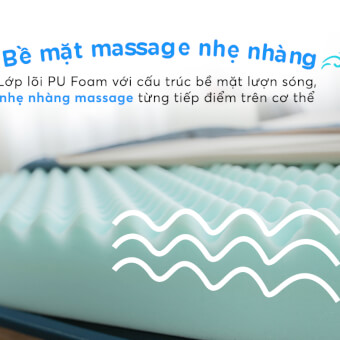 Bề mặt massage nhẹ nhàng
Lớp lõi PU Foam với cấu trúc bề mặt lượn sóng,
nhẹ nhàng massage từng tiếp điểm trên cơ thể